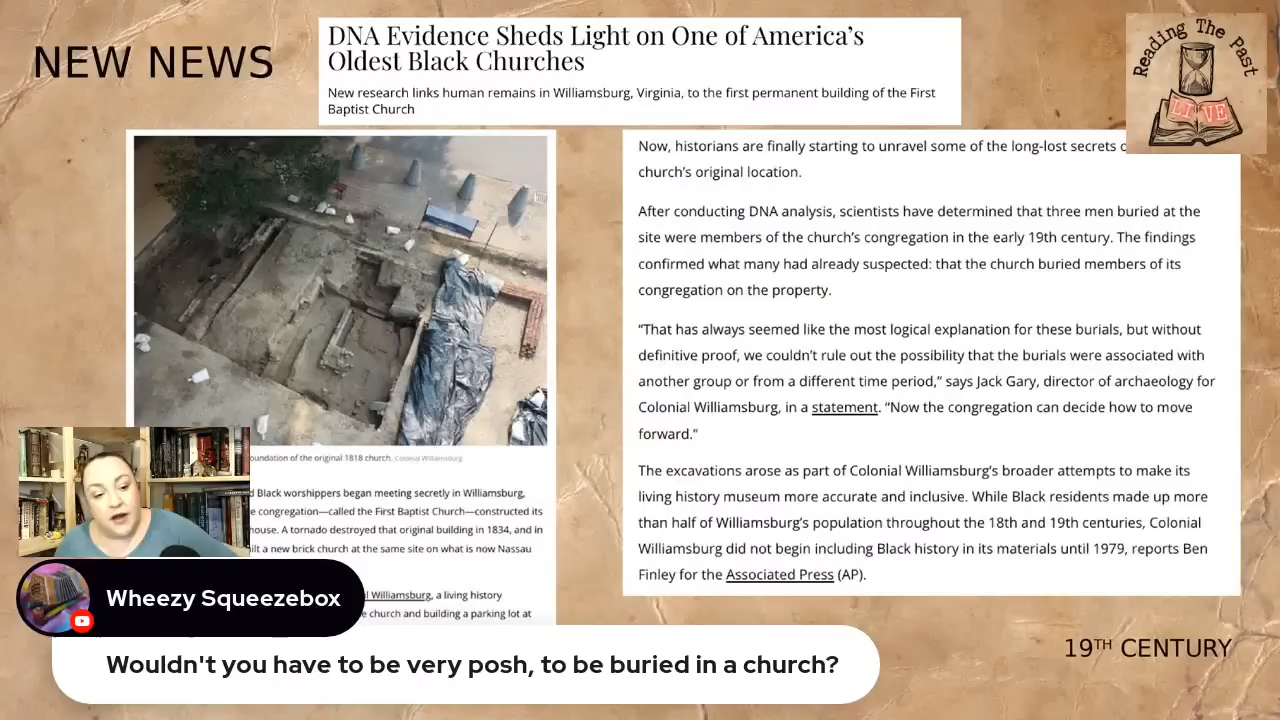 NEW NEWS
DNA Evidence Sheds Light on One of America's
Oldest Black Churches
New research links human remains in Williamsburg, Virginia, to the first permanent building of the First
Baptist Church
Reading The Past
LIVE
Now, historians are finally starting to unravel some of the long-lost secrets
church's original location.
After conducting DNA analysis, scientists have determined that three men buried at the
site were members of the church's congregation in the early 19th century. The findings
confirmed what many had already suspected: that the church buried members of its
congregation on the property.
“That has always seemed like the most logical explanation for these burials, but without
definitive proof, we couldn't rule out the possibility that the burials were associated with
another group or from a different time period,” says Jack Gary, director of archaeology for
Colonial Williamsburg, in a statement. “Now the congregation can decide how to move
forward.”
The excavations arose as part of Colonial Williamsburg's broader attempts to make its
living history museum more accurate and inclusive. While Black residents made up more
than half of Williamsburg's population throughout the 18th and 19th centuries, Colonial
Williamsburg did not begin including Black history in its materials until 1979, reports Ben
Finley for the Associated Press (AP).
oundation of the original 1818 church. Colonial Williamsburg
d Black worshippers began meeting secretly in Williamsburg,
e congregation—called the First Baptist Church—constructed its
house. A tornado destroyed that original building in 1834, and in
ilt a new brick church at the same site on what is now Nassau
l Williamsburg, a living history
e church and building a parking lot at
Wheezy Squeezebox
Wouldn't you have to be very posh, to be buried in a church?
19TH CENTURY